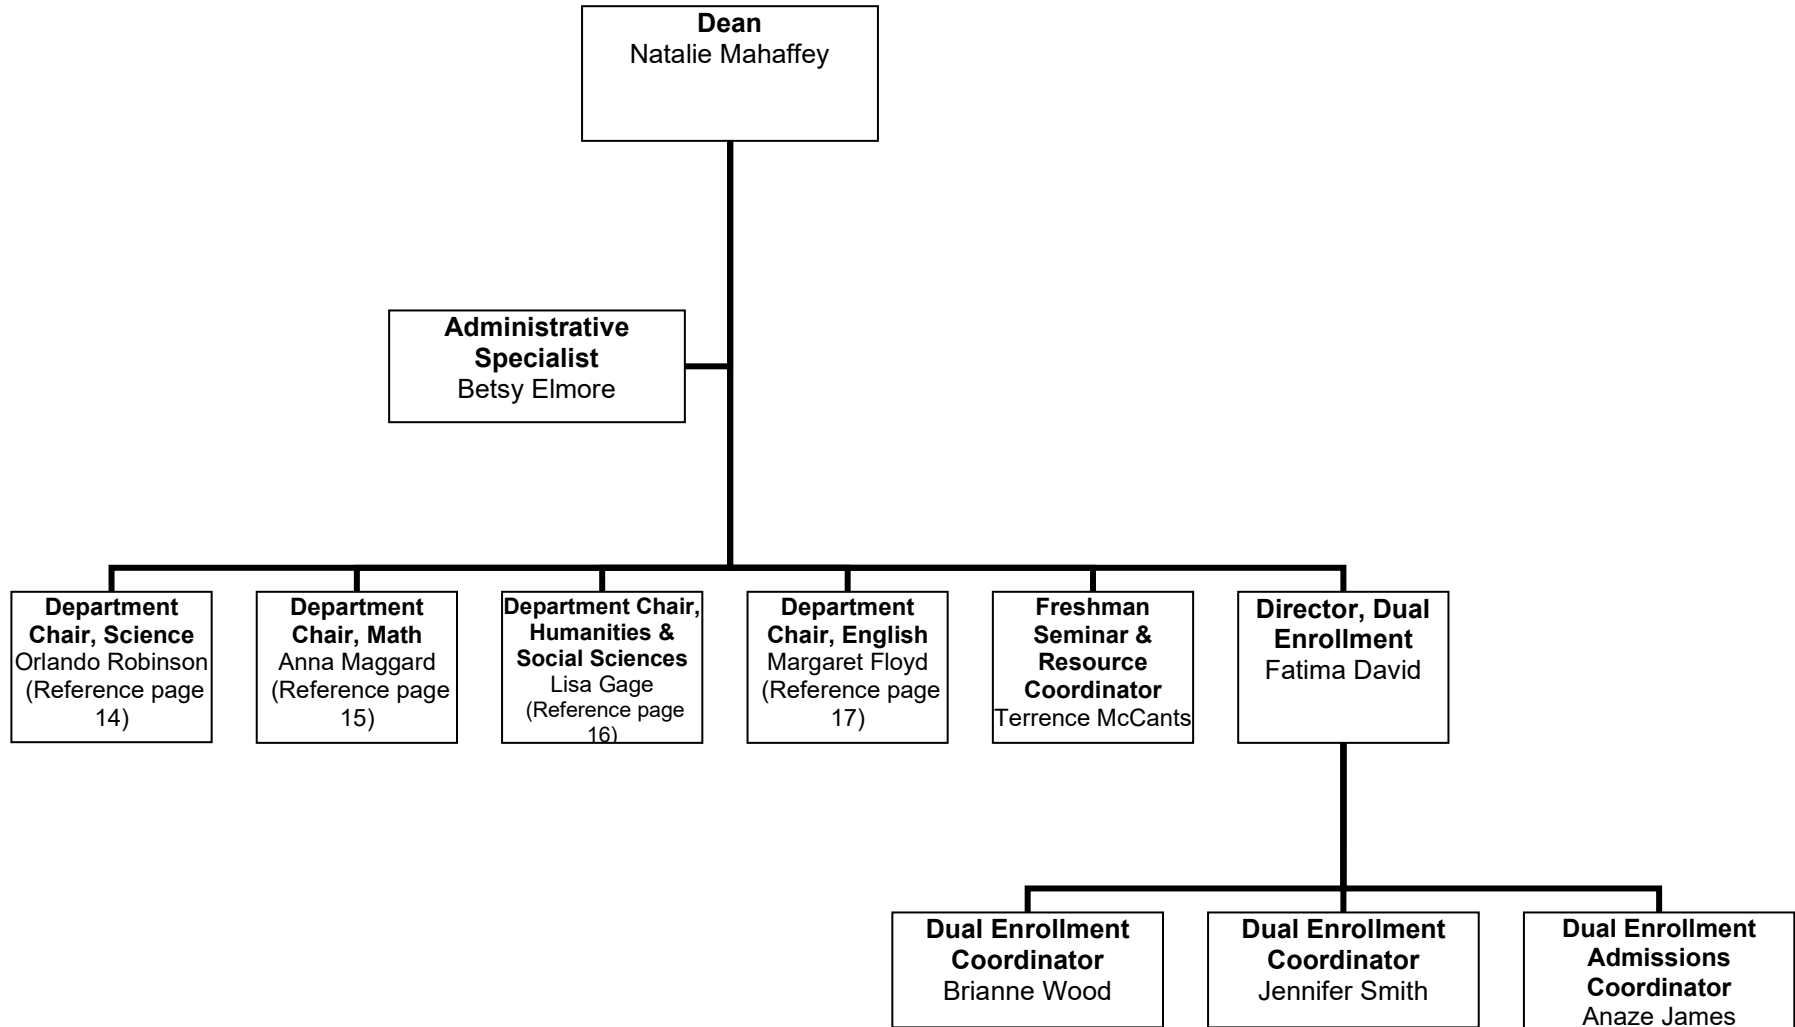 Dean
Natalie Mahaffey
Administrative
Specialist
Betsy Elmore
Department
Chair, Science
Orlando Robinson
(Reference page
14)
Department
Chair, Math
Anna Maggard
(Reference page
15)
Department Chair,
Humanities &
Social Sciences
Lisa Gage
(Reference page
16)
Department
Chair, English
Margaret Floyd
(Reference page
17)
Freshman
Seminar &
Resource
Coordinator
Terrence McCants
Director, Dual
Enrollment
Fatima David
Dual Enrollment
Coordinator
Brianne Wood
Dual Enrollment
Coordinator
Jennifer Smith
Dual Enrollment
Admissions
Coordinator
Anaze James